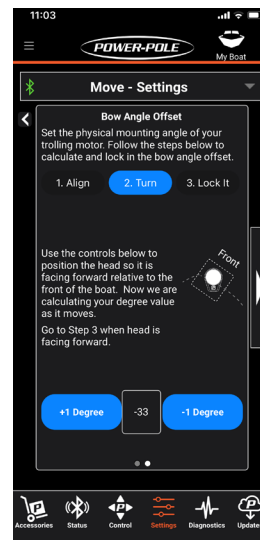 11:03
POWER-POLE
My Boat
Move - Settings
Bow Angle Offset
Set the physical mounting angle of your
trolling motor. Follow the steps below to
calculate and lock in the bow angle offset.
1. Align
2. Turn
3. Lock It
Use the controls below to
position the head so it is
facing forward relative to the
front of the boat. Now we are
calculating your degree value
as it moves.
Go to Step 3 when head is
facing forward.
Front
+1 Degree
-33
-1 Degree
Accessories
Status
Control
Settings
Diagnostics
Update